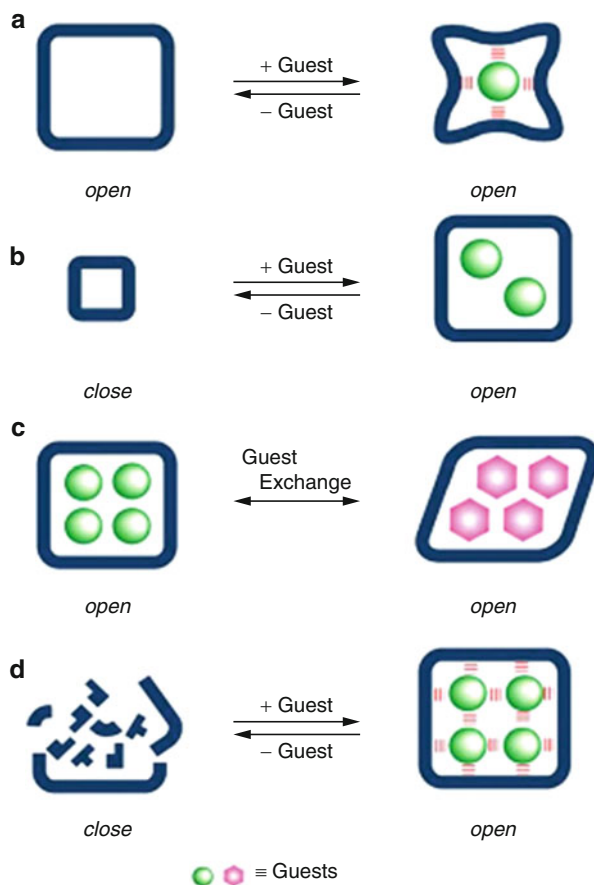 a
+ Guest
− Guest
open
open
b
+ Guest
− Guest
close
open
c
Guest
Exchange
open
open
d
+ Guest
− Guest
close
open
≡ Guests